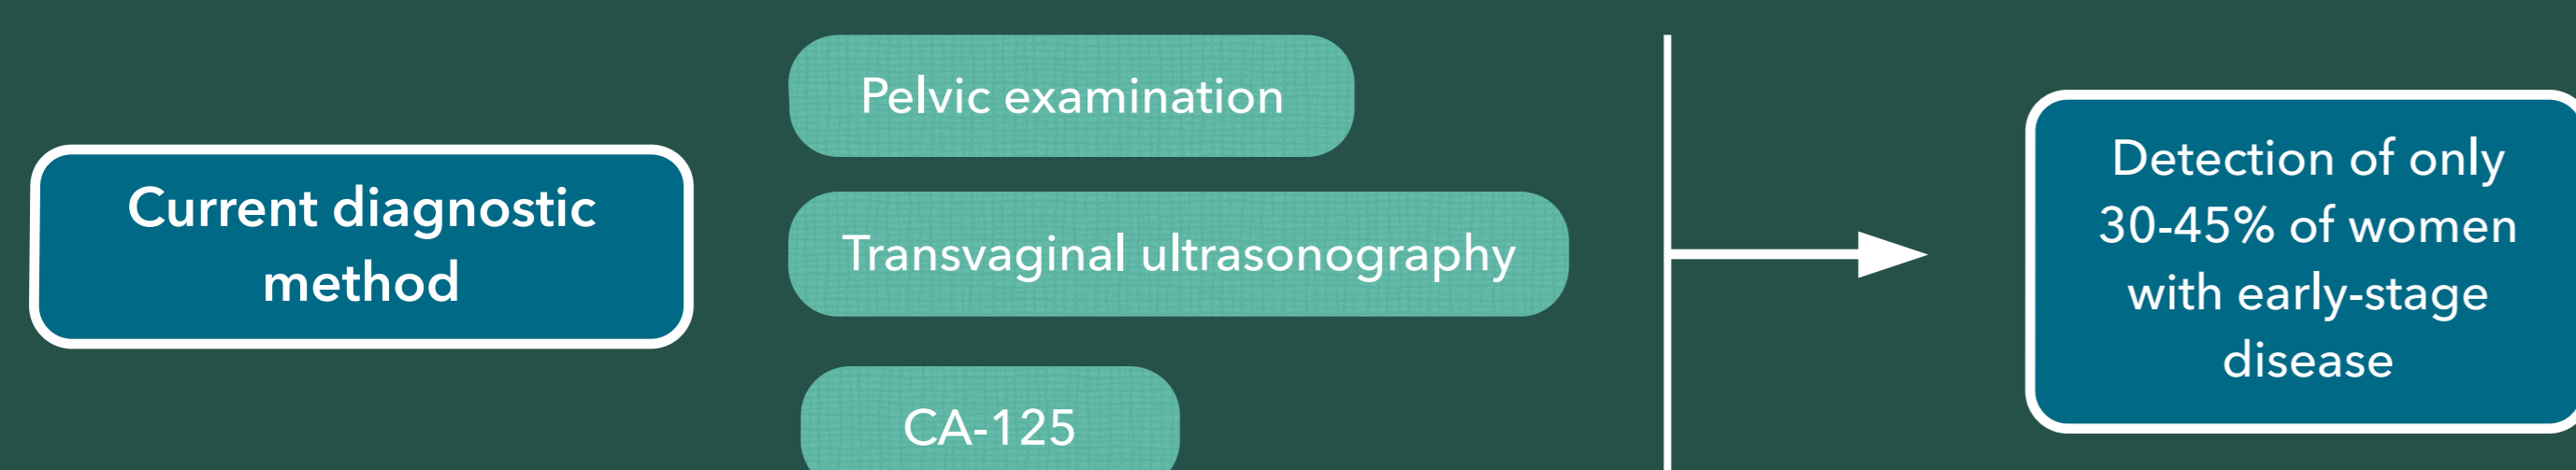 Current diagnostic
method
Pelvic examination
Transvaginal ultrasonography
CA-125
Detection of only
30-45% of women
with early-stage
disease